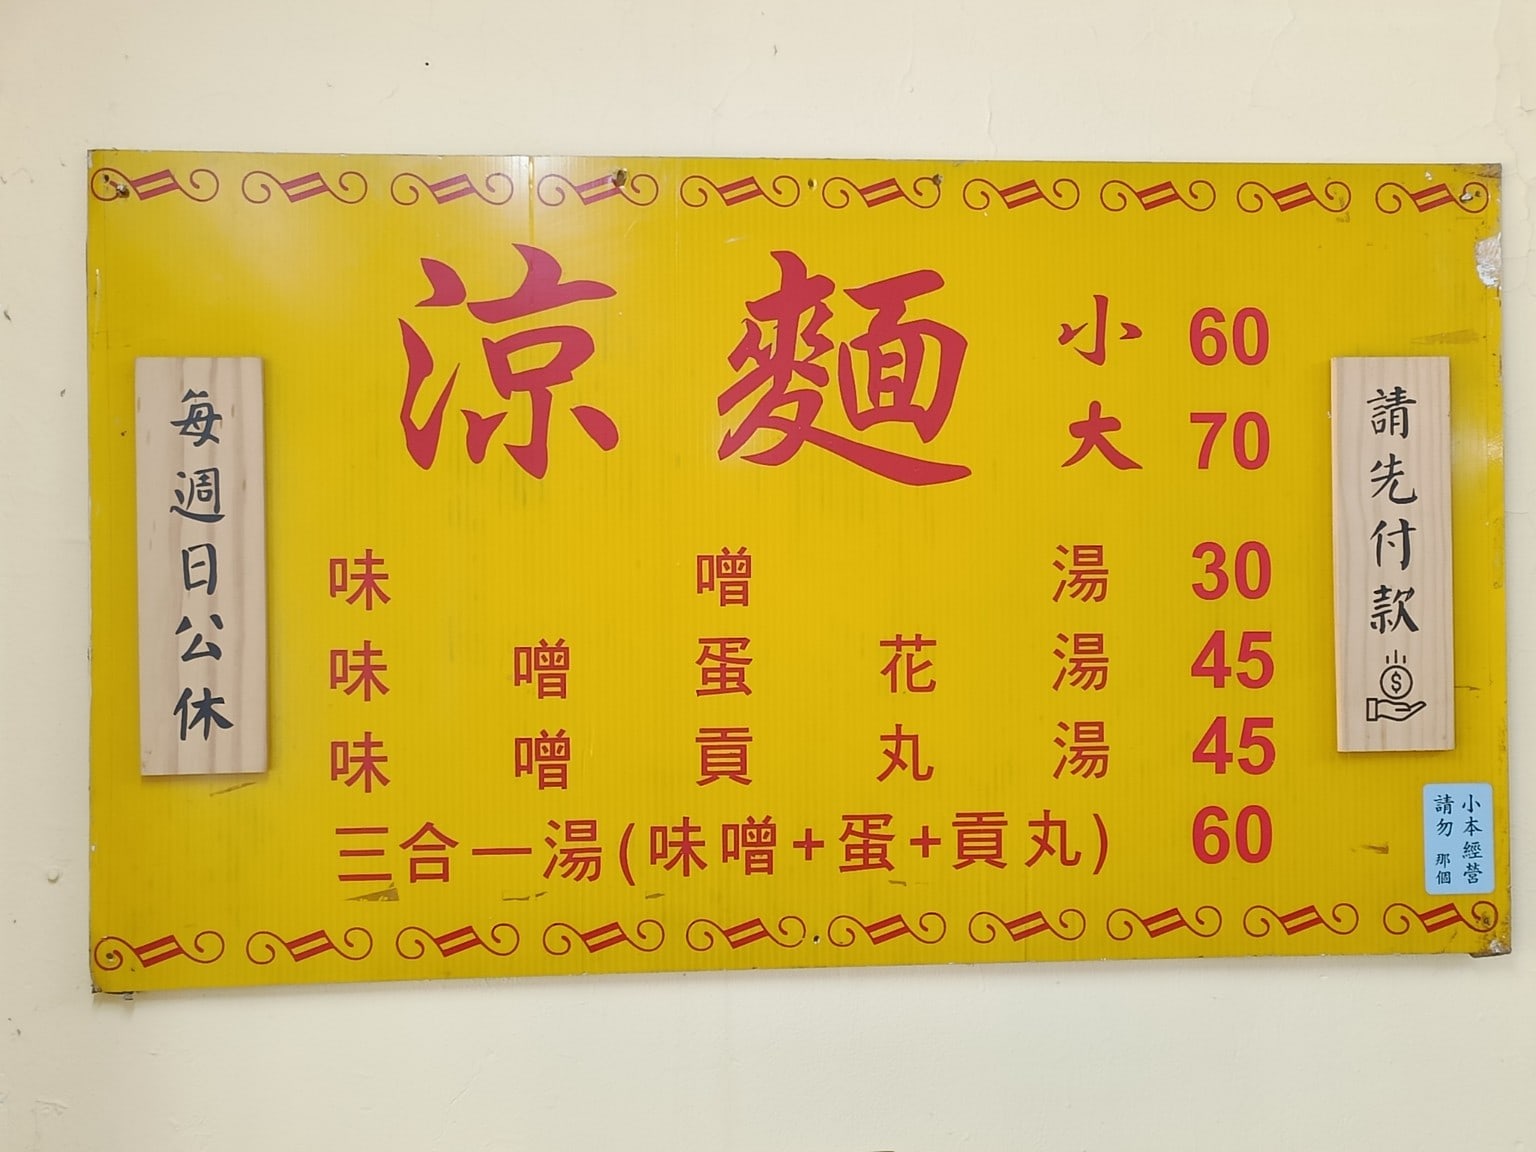 涼麵 小 60
大 70
味噌湯 30
味噌蛋花湯 45
味噌貢丸湯 45
三合一湯(味噌+蛋+貢丸) 60
每週日公休
請先付款
$
小本經營
請勿 那個